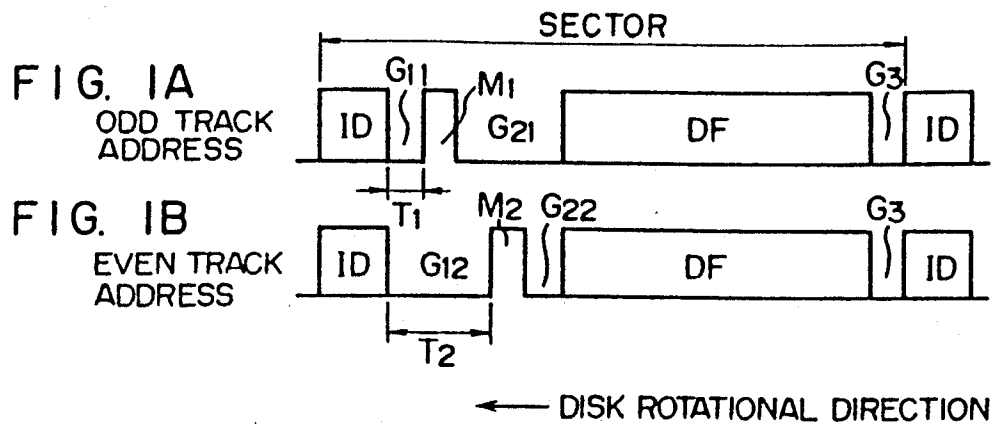 SECTOR
FIG. 1A
ODD TRACK
ADDRESS
ID G11 M1 G21 DF G3 ID
T1
FIG. 1B
EVEN TRACK
ADDRESS
ID G12 M2 G22 DF G3 ID
T2
DISK ROTATIONAL DIRECTION